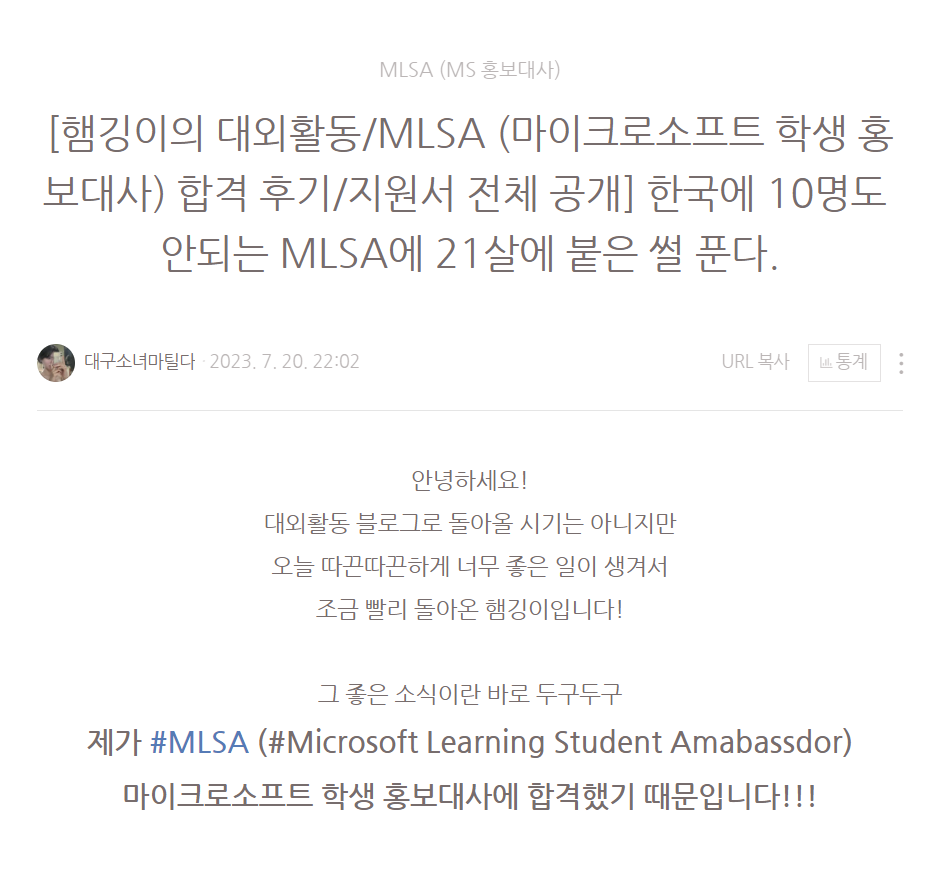 MLSA (MS 홍보대사)
[햄깅이의 대외활동/MLSA (마이크로소프트 학생 홍
보대사) 합격 후기/지원서 전체 공개] 한국에 10명도
안되는 MLSA에 21살에 붙은 썰 푼다.
대구소녀마틸다 · 2023. 7. 20. 22:02 URL 복사 통계
안녕하세요!
대외활동 블로그로 돌아올 시기는 아니지만
오늘 따끈따끈하게 너무 좋은 일이 생겨서
조금 빨리 돌아온 햄깅이입니다!
그 좋은 소식이란 바로 두구두구
제가 #MLSA (#Microsoft Learning Student Amabassdor)
마이크로소프트 학생 홍보대사에 합격했기 때문입니다!!!